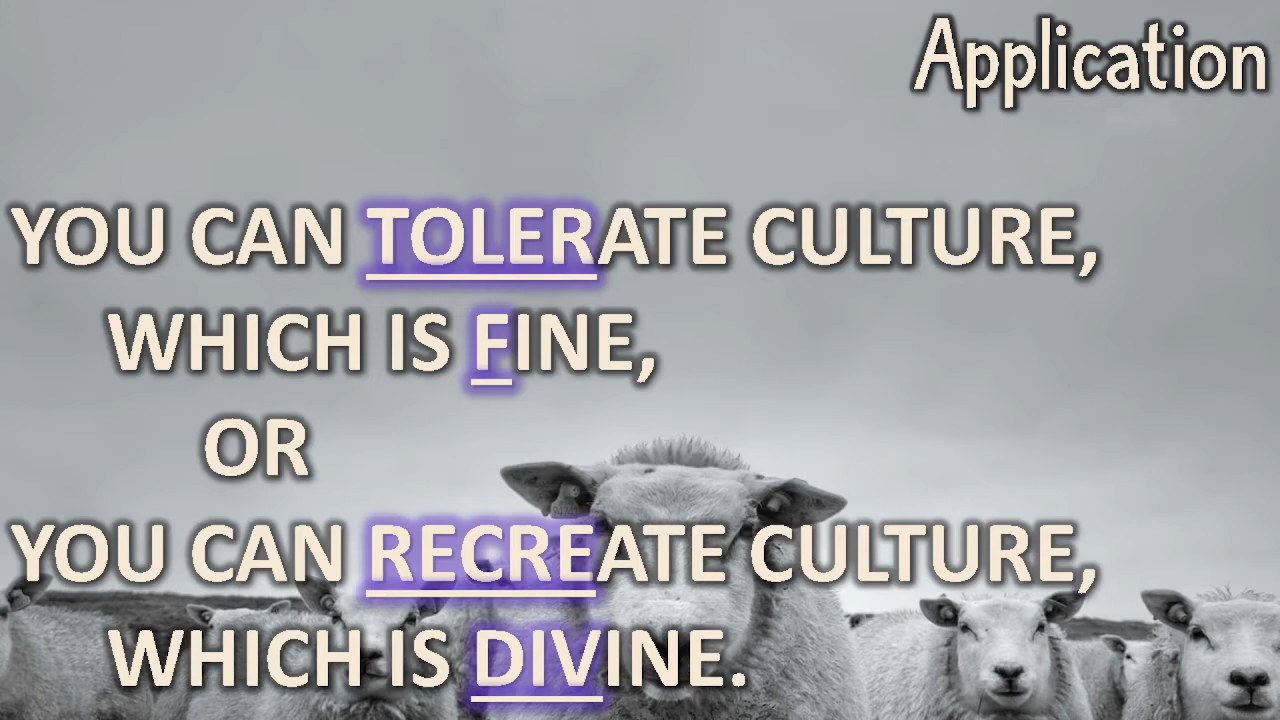 Application
YOU CAN TOLERATE CULTURE,
WHICH IS FINE,
OR
YOU CAN RECREATE CULTURE,
WHICH IS DIVINE.